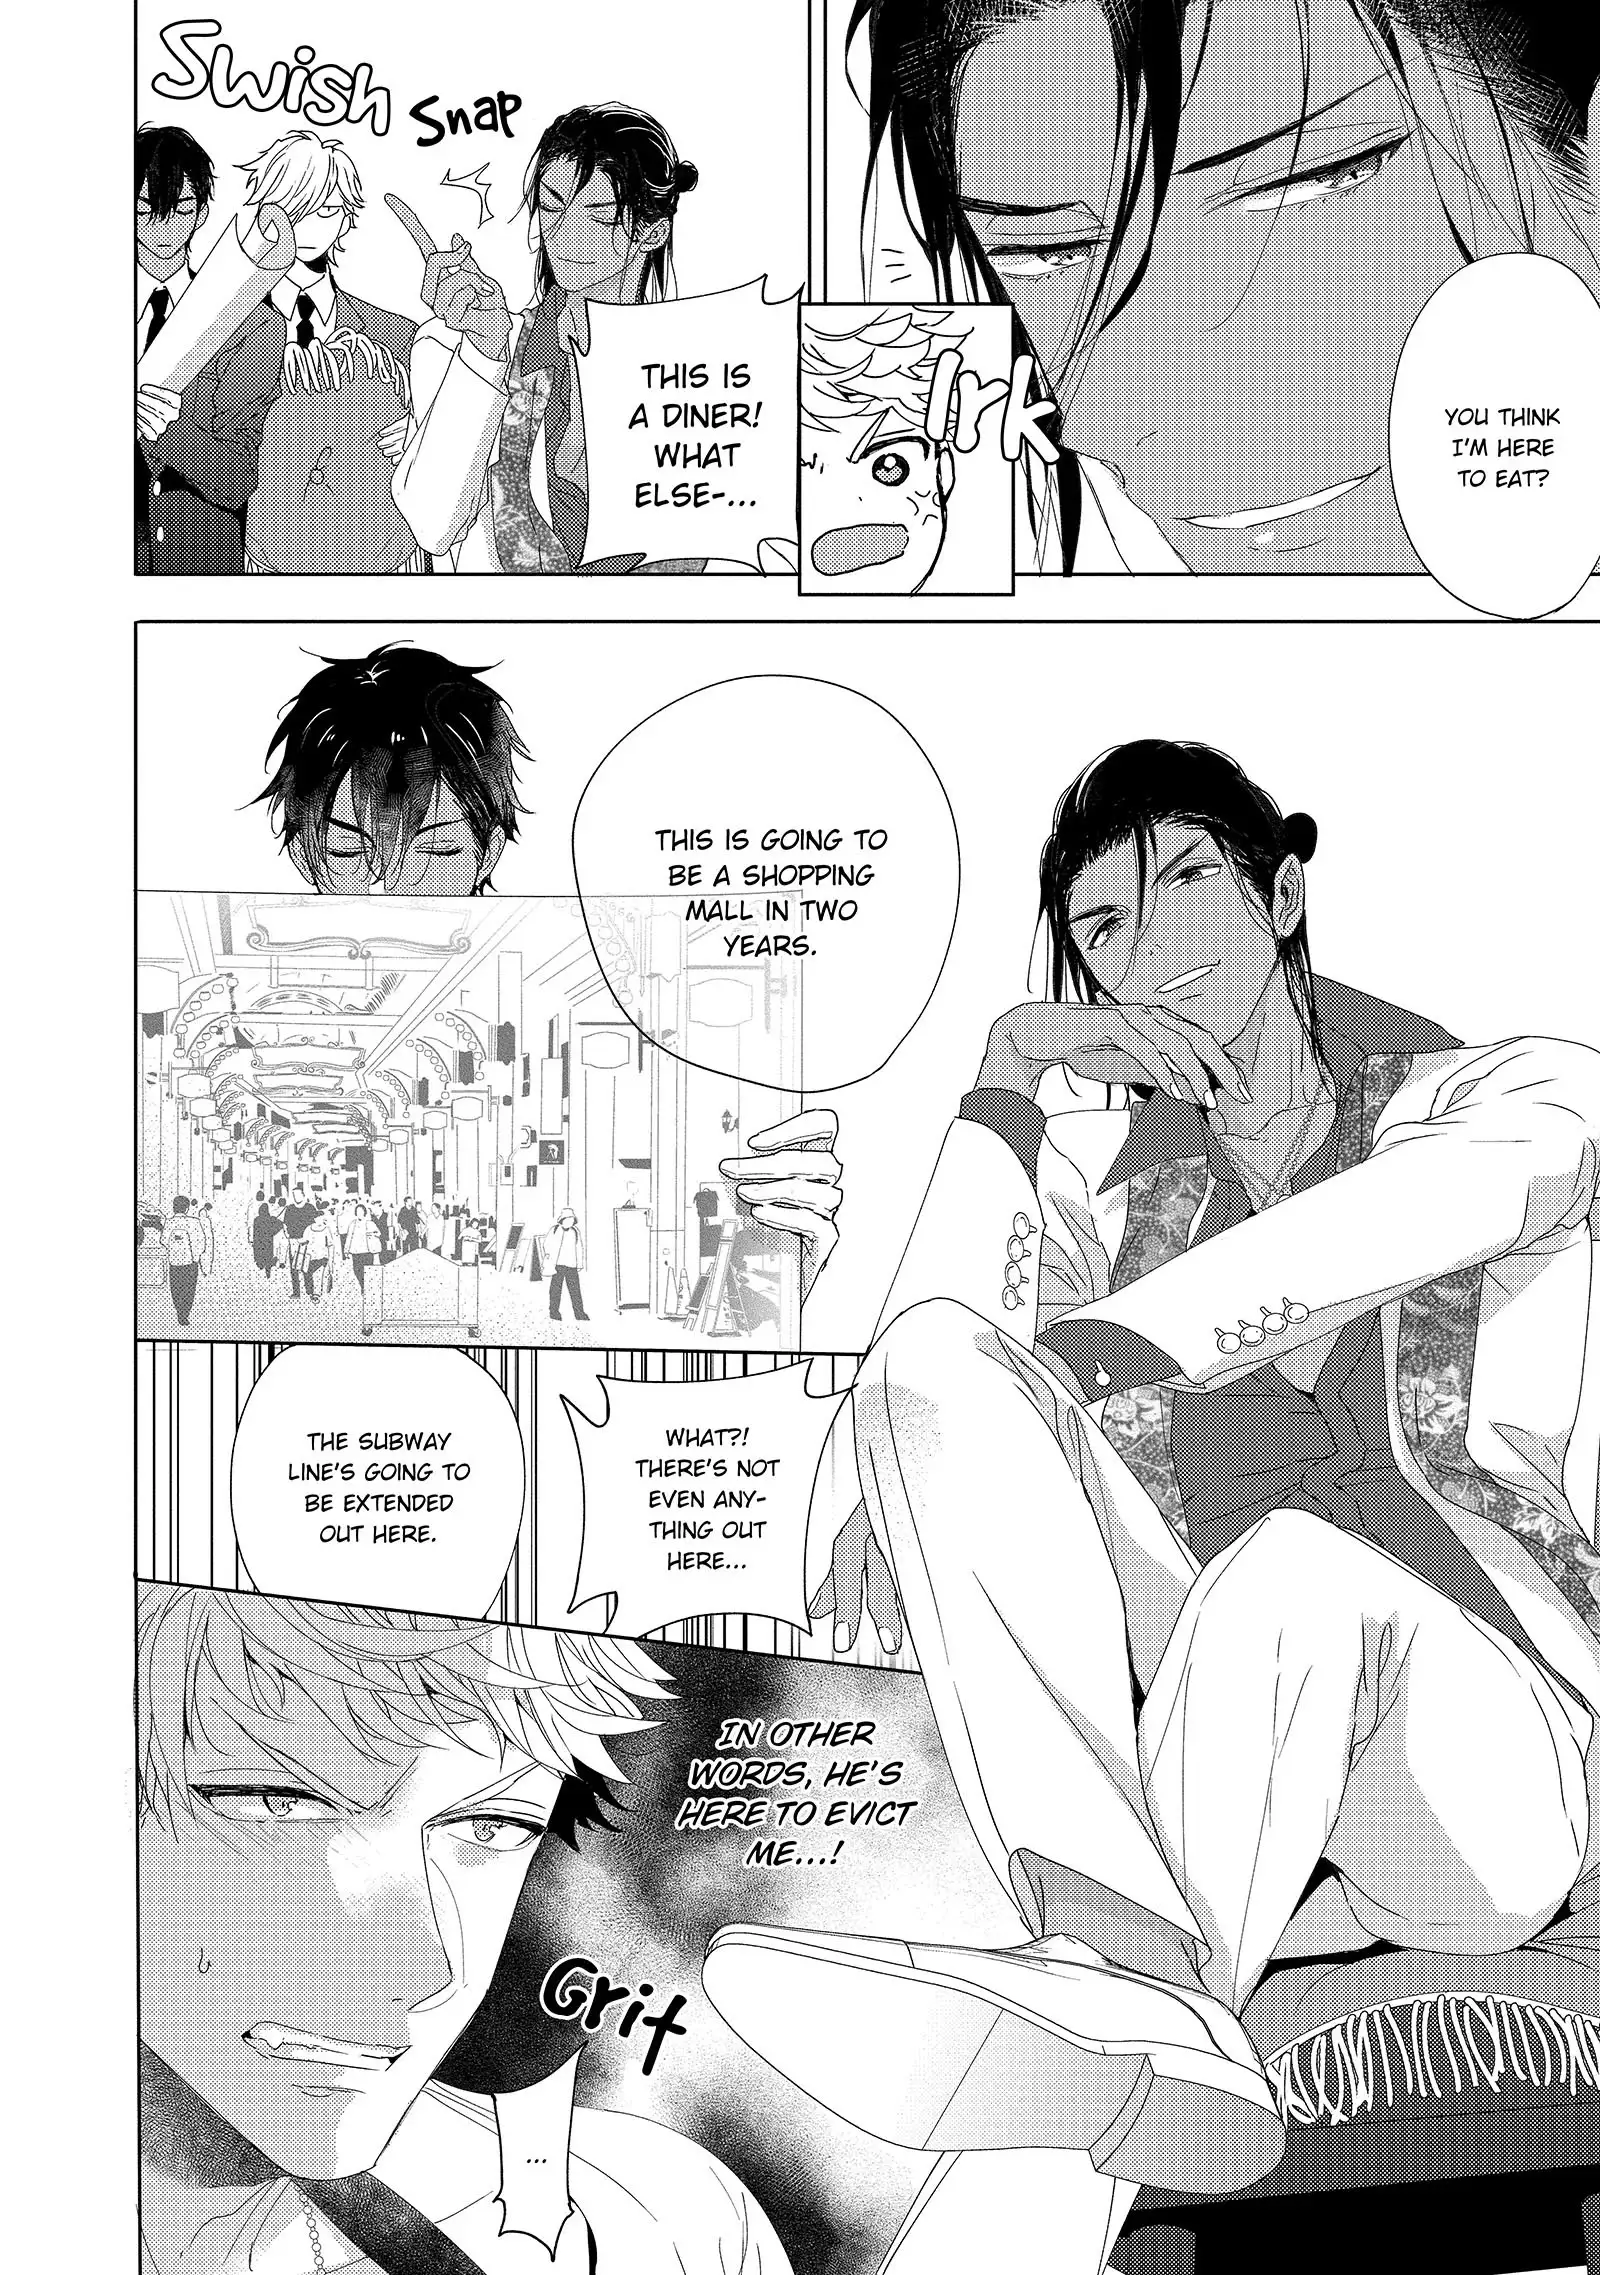 YOU THINK
I'M HERE
TO EAT?
Irk
THIS IS
A DINER!
WHAT
ELSE-...
Snap
Swish
THIS IS GOING TO
BE A SHOPPING
MALL IN TWO
YEARS.
WHAT?!
THERE'S NOT
EVEN ANY-
THING OUT
HERE...
THE SUBWAY
LINE'S GOING TO
BE EXTENDED
OUT HERE.
IN OTHER
WORDS, HE'S
HERE TO EVICT
ME...!
Grit
...